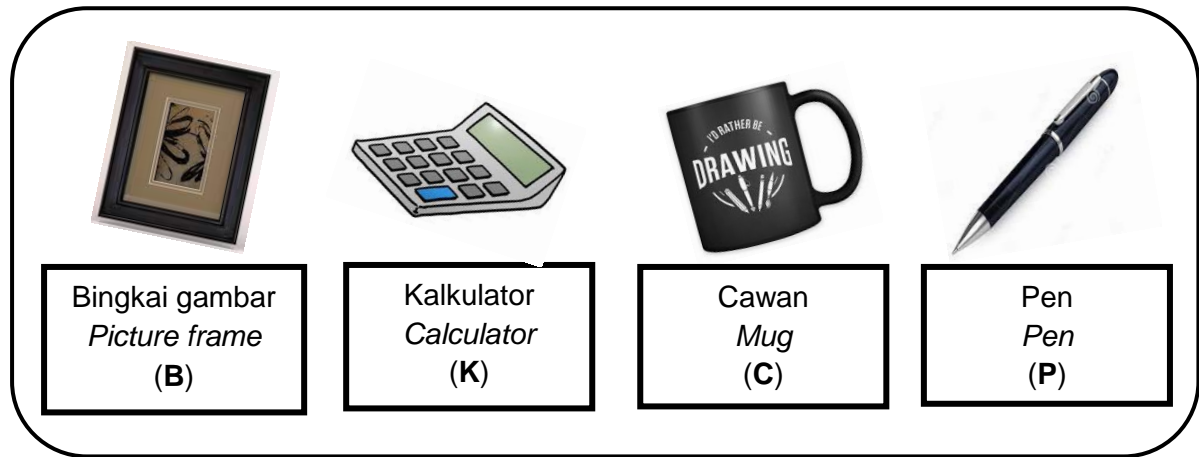 I'D RATHER BE
DRAWING
Bingkai gambar
Picture frame
(B)
Kalkulator
Calculator
(K)
Cawan
Mug
(C)
Pen
Pen
(P)